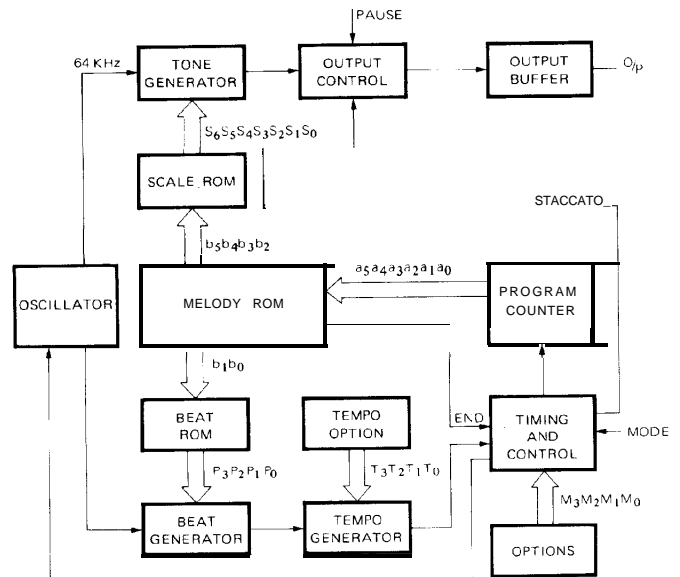 PAUSE
64 KHz
TONE
GENERATOR
OUTPUT
CONTROL
OUTPUT
BUFFER
O/p
S6S5S4S3S2S1S0
SCALE ROM
STACCATO
b5b4b3b2
a5a4a3a2a1a0
OSCILLATOR
MELODY ROM
PROGRAM
COUNTER
b1b0
BEAT
ROM
TEMPO
OPTION
END
TIMING
AND
CONTROL
MODE
P3P2P1P0
T3T2T1T0
M3M2M1M0
BEAT
GENERATOR
TEMPO
GENERATOR
OPTIONS